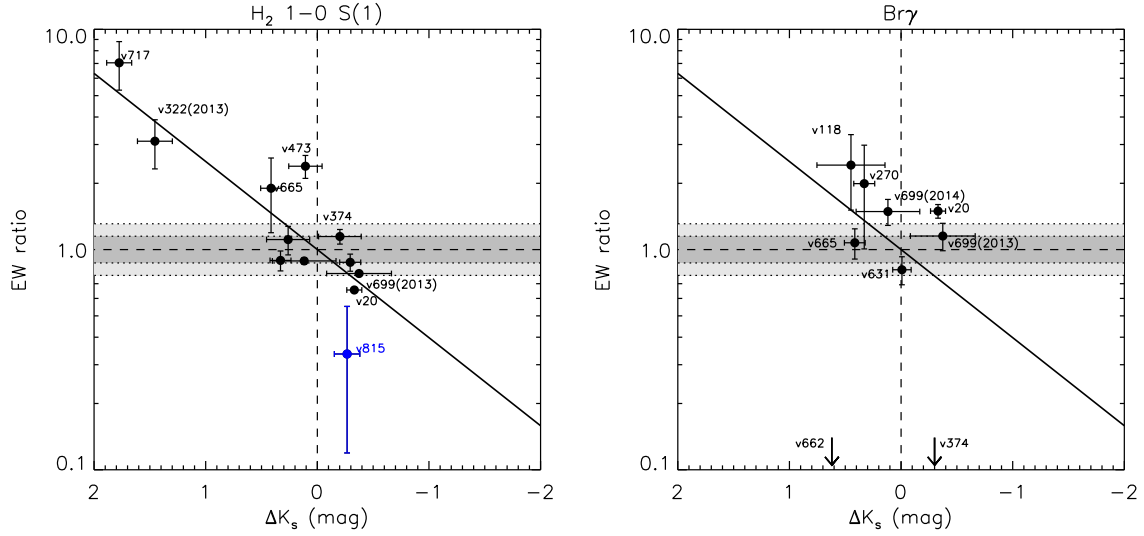 H₂ 1−0 S(1)
10.0
1.0
0.1
EW ratio
v717
v322(2013)
v473
v665
v374
v699(2013)
v20
v815
2 1 0 −1 −2
ΔKₛ (mag)
Brγ
10.0
1.0
0.1
EW ratio
v118
v270
v699(2014)
v20
v665
v699(2013)
v631
v662
v374
2 1 0 −1 −2
ΔKₛ (mag)